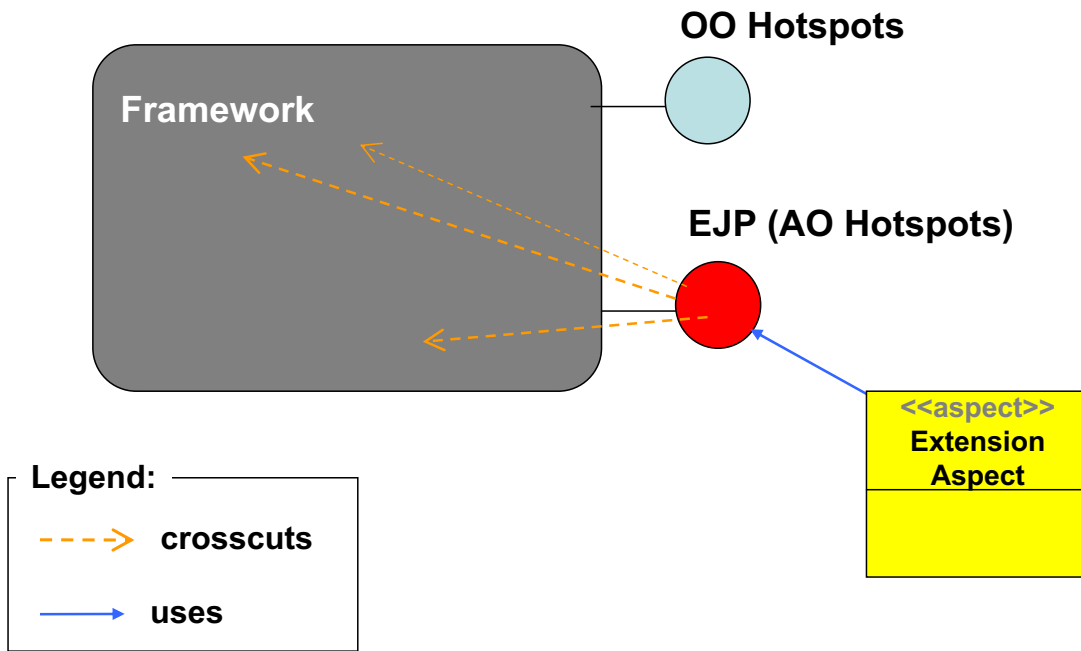 OO Hotspots
Framework
EJP (AO Hotspots)
<<aspect>>
Extension
Aspect
Legend:
crosscuts
uses